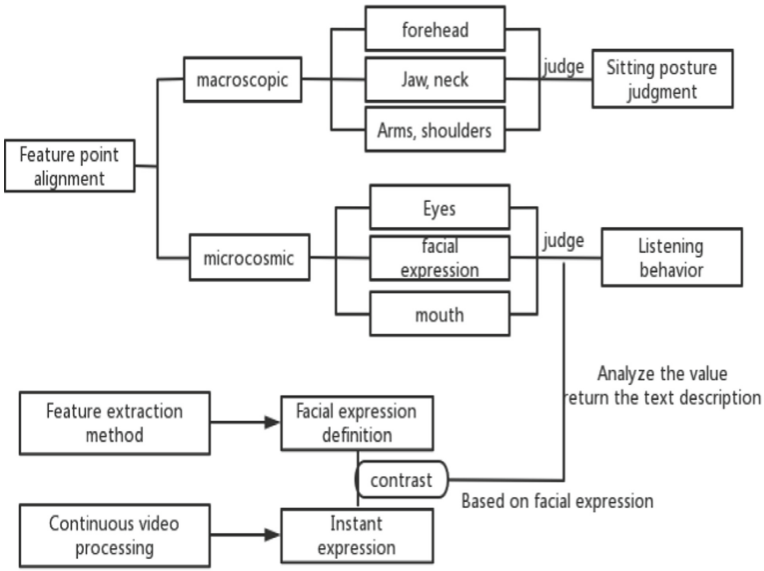 forehead
macroscopic
Jaw, neck
judge
Sitting posture
judgment
Arms, shoulders
Feature point
alignment
Eyes
microcosmic
facial
expression
judge
Listening
behavior
mouth
Analyze the value
return the text description
Feature extraction
method
Facial expression
definition
contrast
Based on facial expression
Continuous video
processing
Instant
expression